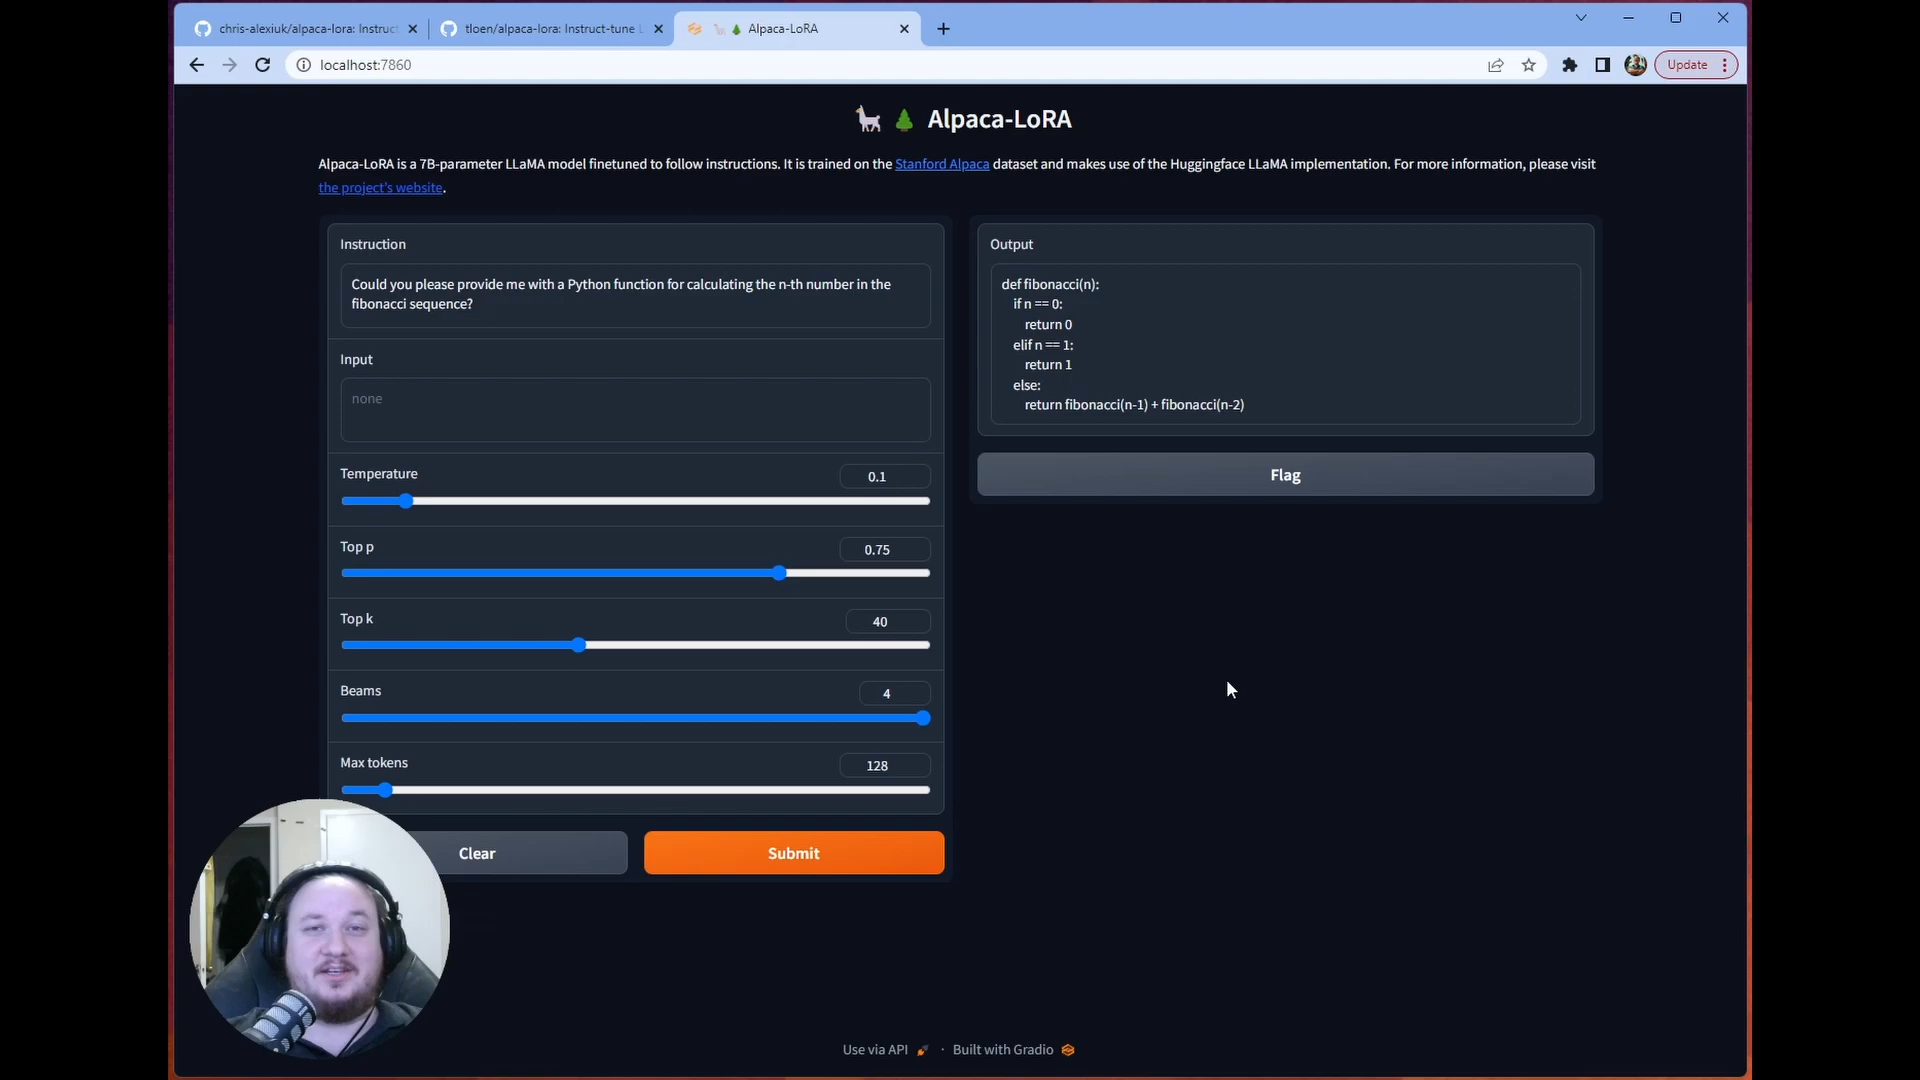 chris-alexiuk/alpaca-lora: Instruct
tloen/alpaca-lora: Instruct-tune
Alpaca-LoRA
localhost:7860
Update
Alpaca-LoRA
Alpaca-LoRA is a 7B-parameter LLaMA model finetuned to follow instructions. It is trained on the Stanford Alpaca dataset and makes use of the Huggingface LLaMA implementation. For more information, please visit
the project's website.
Instruction
Could you please provide me with a Python function for calculating the n-th number in the
fibonacci sequence?
Input
none
Temperature
0.1
Top p
0.75
Top k
40
Beams
4
Max tokens
128
Clear
Submit
Output
def fibonacci(n):
if n == 0:
return 0
elif n == 1:
return 1
else:
return fibonacci(n-1) + fibonacci(n-2)
Flag
Use via API · Built with Gradio